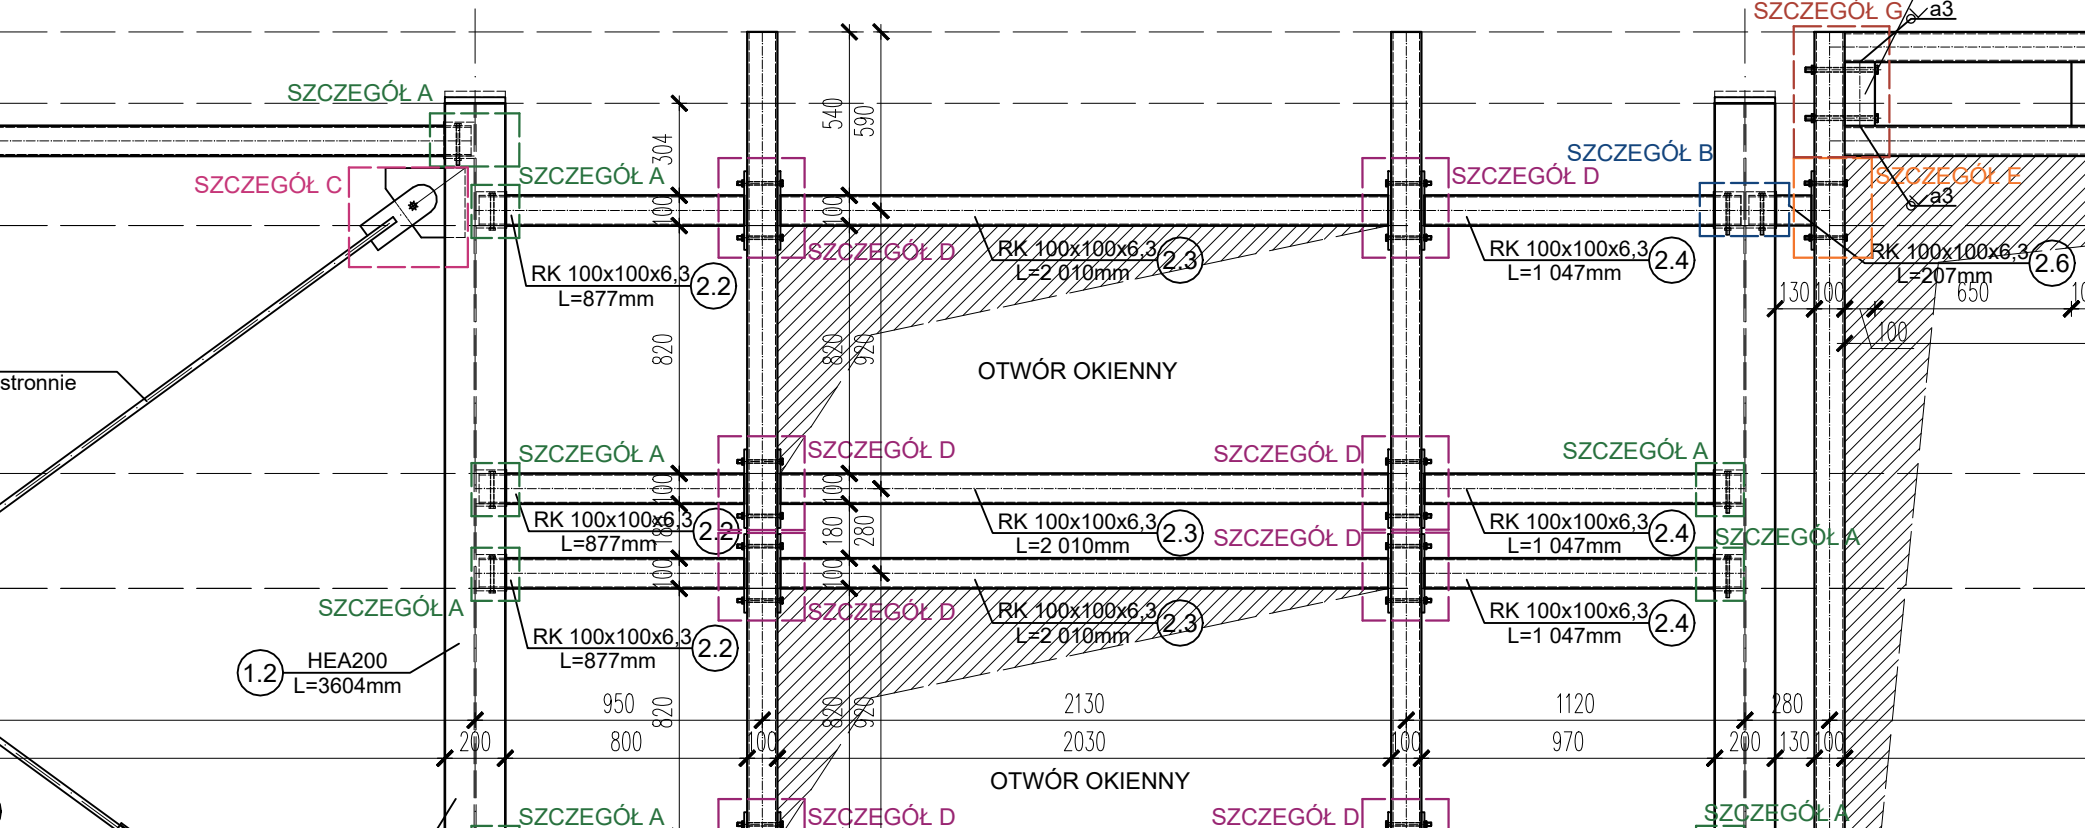 SZCZEGÓŁ G
a3
SZCZEGÓŁ A
540
590
304
SZCZEGÓŁ B
SZCZEGÓŁ C
SZCZEGÓŁ A
SZCZEGÓŁ D
SZCZEGÓŁ E
a3
100
100
SZCZEGÓŁ D
RK 100x100x6,3
L=877mm
2.2
RK 100x100x6,3
L=2 010mm
2.3
RK 100x100x6,3
L=1 047mm
2.4
RK 100x100x6,3
L=207mm
2.6
130
100
650
10
100
820
820
920
OTWÓR OKIENNY
stronnie
SZCZEGÓŁ A
SZCZEGÓŁ D
SZCZEGÓŁ D
SZCZEGÓŁ A
100
100
RK 100x100x6,3
L=877mm
2.2
180
180
280
RK 100x100x6,3
L=2 010mm
2.3
SZCZEGÓŁ D
RK 100x100x6,3
L=1 047mm
2.4
SZCZEGÓŁ A
100
100
SZCZEGÓŁ A
SZCZEGÓŁ D
RK 100x100x6,3
L=877mm
2.2
RK 100x100x6,3
L=2 010mm
2.3
RK 100x100x6,3
L=1 047mm
2.4
1.2
HEA200
L=3604mm
950
820
820
920
2130
1120
280
200
800
100
2030
100
970
200
130
100
OTWÓR OKIENNY
SZCZEGÓŁ A
SZCZEGÓŁ D
SZCZEGÓŁ D
SZCZEGÓŁ A